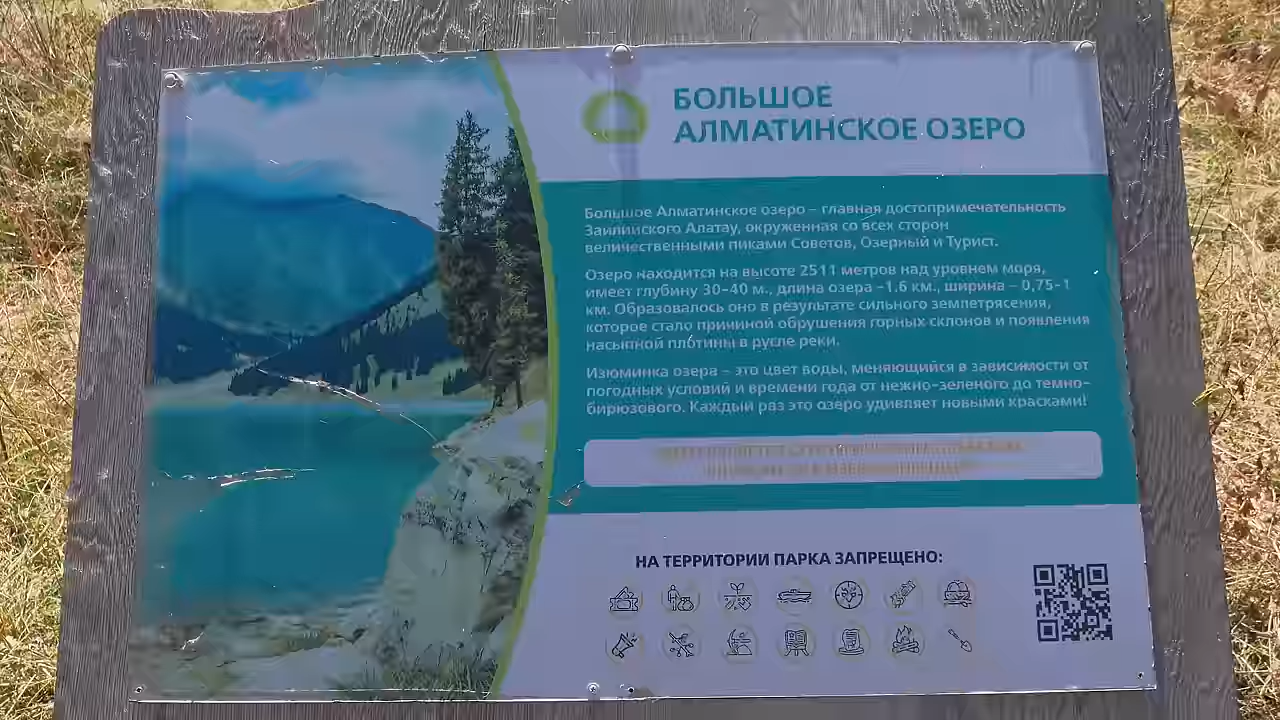 БОЛЬШОЕ
АЛМАТИНСКОЕ ОЗЕРО
Большое Алматинское озеро – главная достопримечательность
Заилийского Алатау, окруженная со всех сторон
величественными пиками Советов, Озерный и Турист.
Озеро находится на высоте 2511 метров над уровнем моря,
имеет глубину 30-40 м., длина озера -1.6 км., ширина – 0,75-1
км. Образовалось оно в результате сильного землетрясения,
которое стало причиной обрушения горных склонов и появления
насыпной плотины в русле реки.
Изюминка озера – это цвет воды, меняющийся в зависимости от
погодных условий и времени года от нежно-зеленого до темно-
бирюзового. Каждый раз это озеро удивляет новыми красками!
НА ТЕРРИТОРИИ ПАРКА ЗАПРЕЩЕНО: